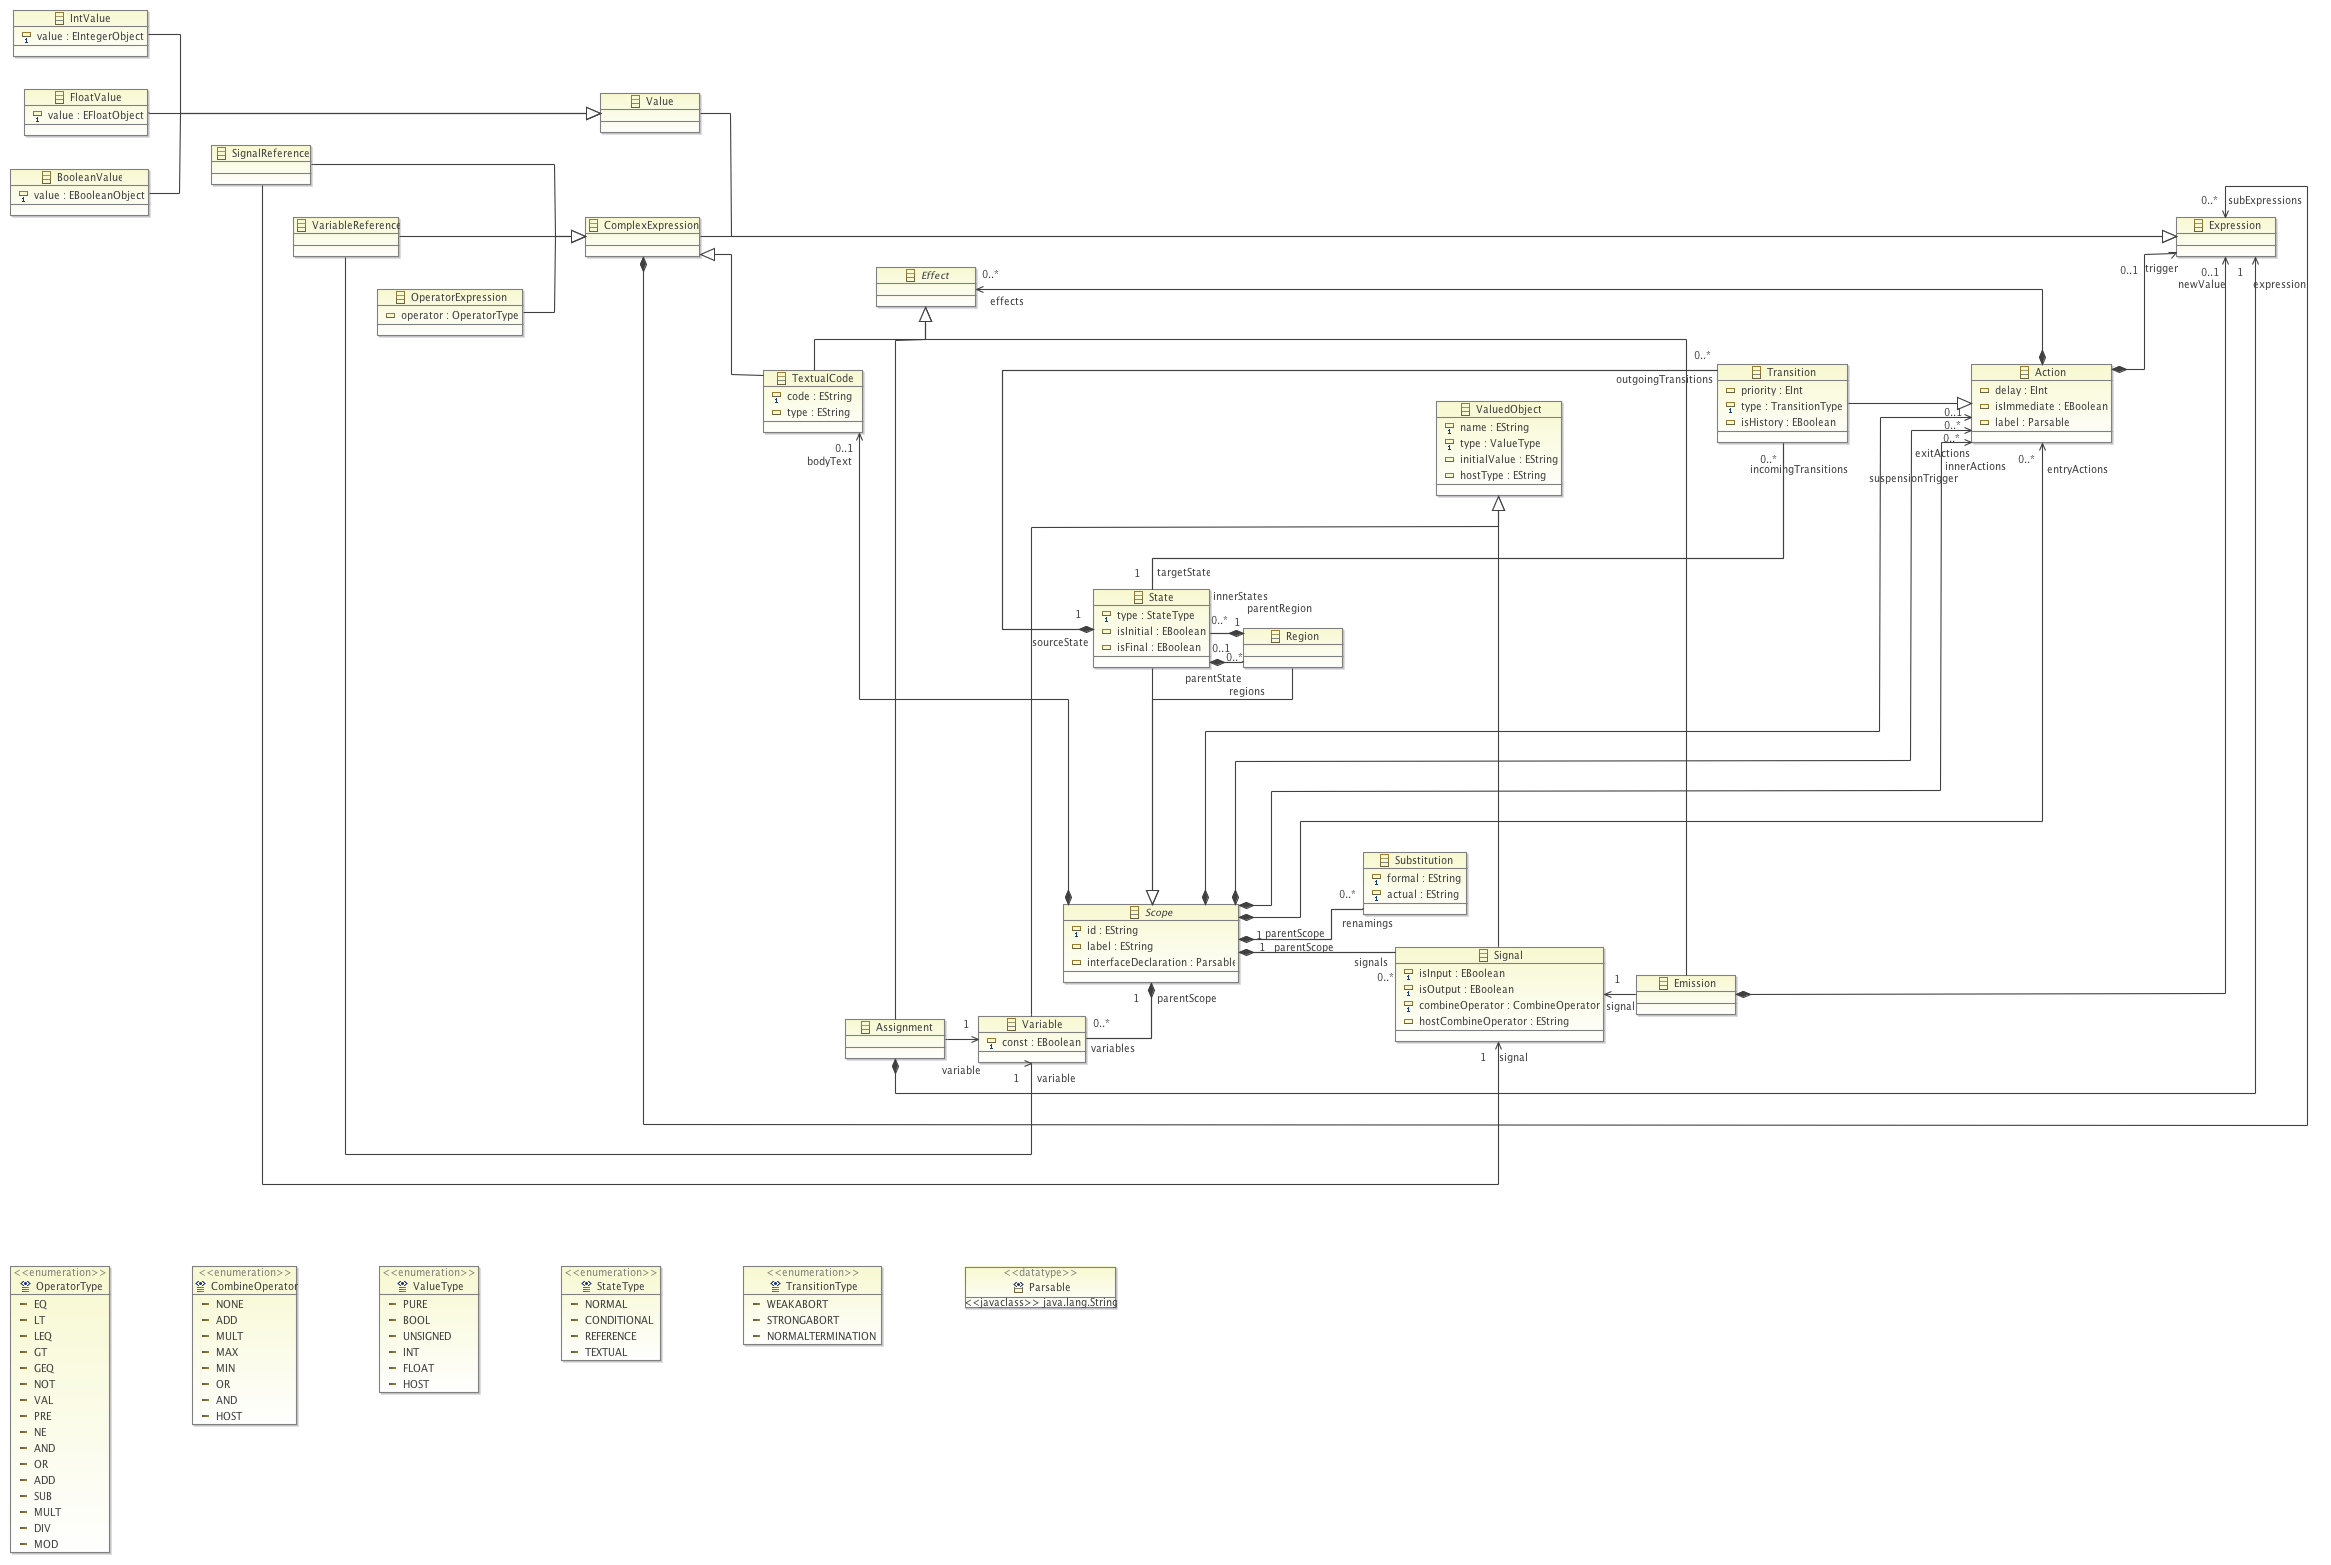 IntValue
value : EIntegerObject
FloatValue
value : EFloatObject
BooleanValue
value : EBooleanObject
SignalReference
VariableReference
OperatorExpression
operator : OperatorType
Value
ComplexExpression
Effect
0..*
effects
0..*
subExpressions
Expression
0..1
trigger
0..1
newValue
1
expression
TextualCode
code : EString
type : EString
0..1
bodyText
0..*
outgoingTransitions
Transition
priority : EInt
type : TransitionType
isHistory : EBoolean
0..*
incomingTransitions
Action
delay : EInt
isImmediate : EBoolean
label : Parsable
0..1
0..*
0..*
exitActions
innerActions
suspensionTrigger
0..*
entryActions
ValuedObject
name : EString
type : ValueType
initialValue : EString
hostType : EString
1
targetState
State
type : StateType
isInitial : EBoolean
isFinal : EBoolean
1
sourceState
innerStates
parentRegion
0..*
1
Region
0..1
0..*
parentState
regions
Substitution
formal : EString
actual : EString
0..*
renamings
Scope
id : EString
label : EString
interfaceDeclaration : Parsable
1 parentScope
1 parentScope
signals
0..*
1
parentScope
Signal
isInput : EBoolean
isOutput : EBoolean
combineOperator : CombineOperator
hostCombineOperator : EString
1
signal
Emission
1
signal
Assignment
1
variable
Variable
const : EBoolean
0..*
variables
1
variable
<<enumeration>>
OperatorType
EQ
LT
LEQ
GT
GEQ
NOT
VAL
PRE
NE
AND
OR
ADD
SUB
MULT
DIV
MOD
<<enumeration>>
CombineOperator
NONE
ADD
MULT
MAX
MIN
OR
AND
HOST
<<enumeration>>
ValueType
PURE
BOOL
UNSIGNED
INT
FLOAT
HOST
<<enumeration>>
StateType
NORMAL
CONDITIONAL
REFERENCE
TEXTUAL
<<enumeration>>
TransitionType
WEAKABORT
STRONGABORT
NORMALTERMINATION
<<datatype>>
Parsable
<<javaclass>> java.lang.String